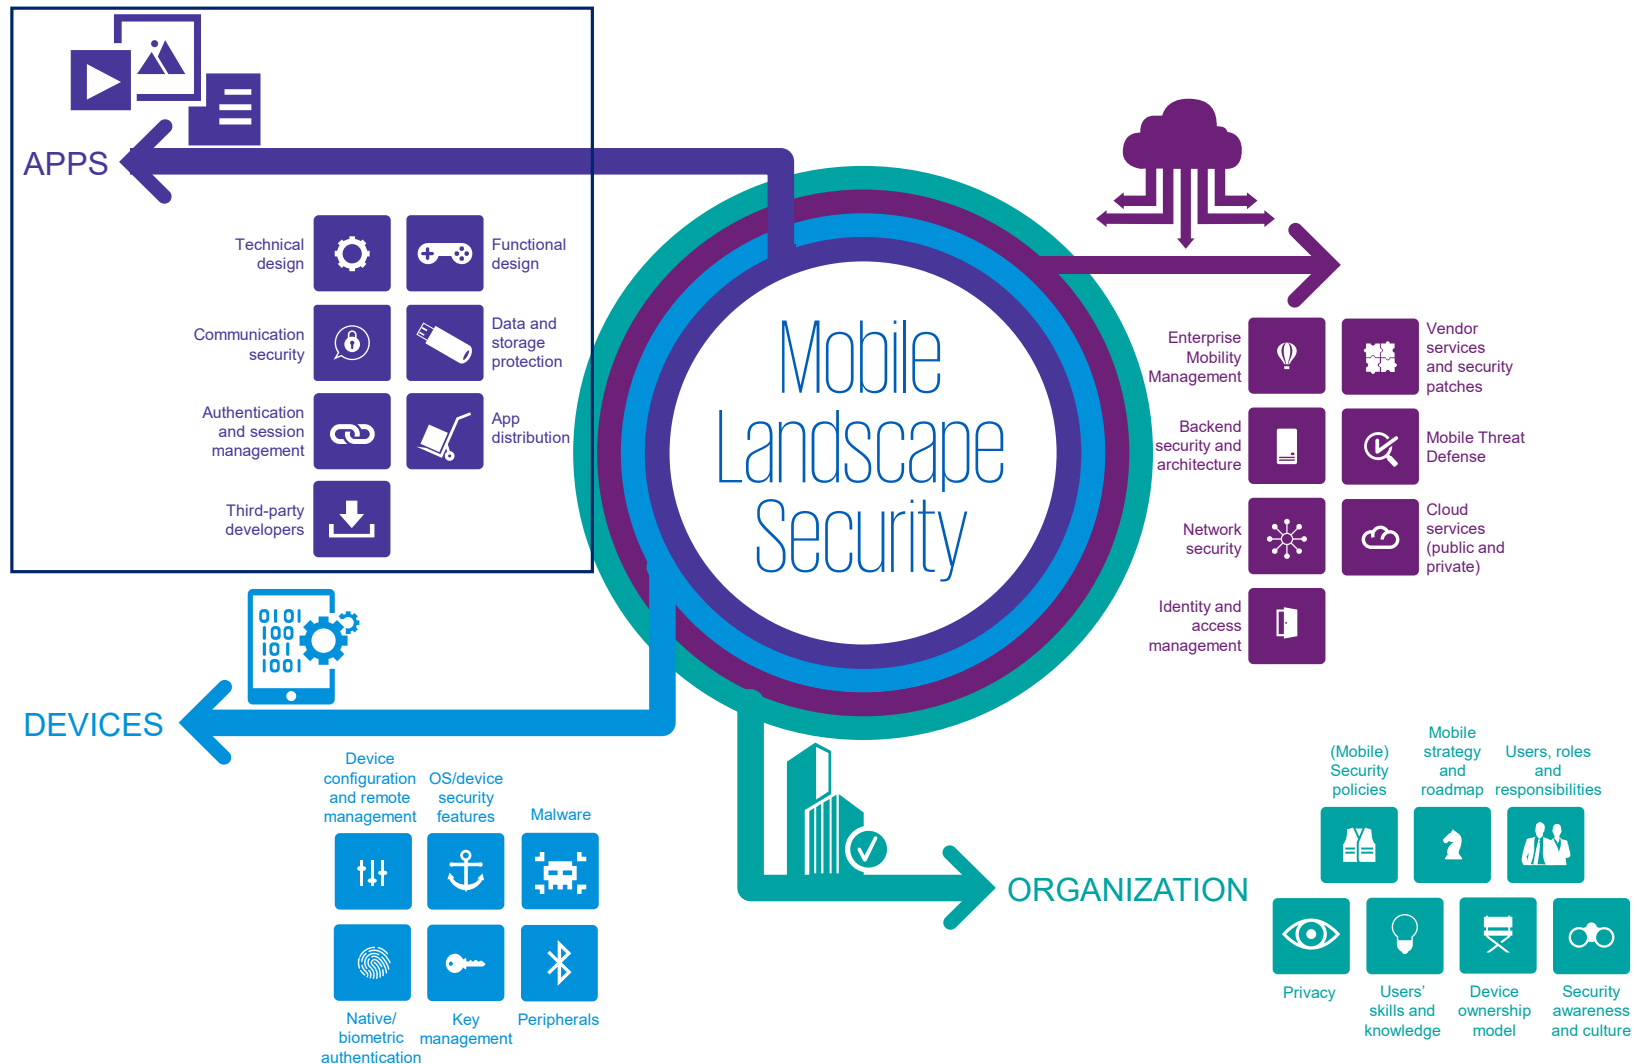 APPS
Technical
design
Functional
design
Communication
security
Data and
storage
protection
Authentication
and session
management
App
distribution
Third-party
developers
Mobile
Landscape
Security
Enterprise
Mobility
Management
Vendor
services
and security
patches
Backend
security and
architecture
Mobile Threat
Defense
Network
security
Cloud
services
(public and
private)
Identity and
access
management
DEVICES
0101
100
101
1001
Device
configuration
and remote
management
OS/device
security
features
Malware
Native/
biometric
authentication
Key
management
Peripherals
ORGANIZATION
(Mobile)
Security
policies
Mobile
strategy
and
roadmap
Users, roles
and
responsibilities
Privacy
Users'
skills and
knowledge
Device
ownership
model
Security
awareness
and culture